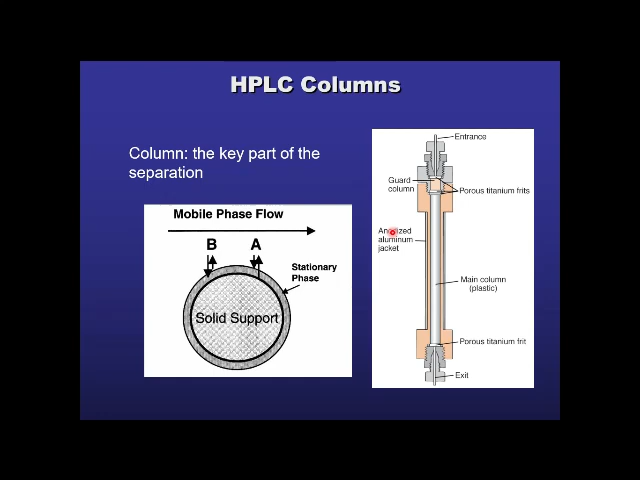 HPLC Columns
Column: the key part of the
separation
Mobile Phase Flow
B
A
Stationary
Phase
Solid Support
Entrance
Guard
column
Porous titanium frits
Anodized
aluminum
jacket
Main column
(plastic)
Porous titanium frit
Exit